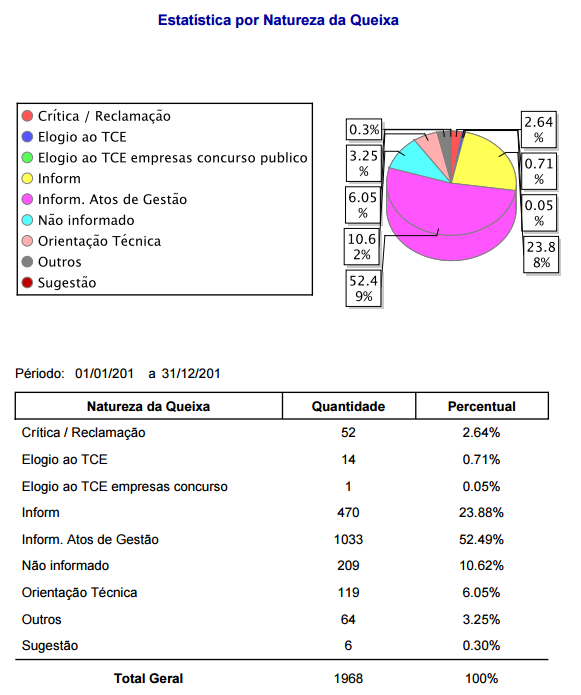 Estatística por Natureza da Queixa
Crítica / Reclamação
Elogio ao TCE
Elogio ao TCE empresas concurso publico
Inform
Inform. Atos de Gestão
Não informado
Orientação Técnica
Outros
Sugestão
0.3%
3.25
%
6.05
%
10.6
2%
52.4
9%
2.64
%
0.71
%
0.05
%
23.8
8%
Périodo: 01/01/201 a 31/12/201
Natureza da Queixa Quantidade Percentual
Crítica / Reclamação 52 2.64%
Elogio ao TCE 14 0.71%
Elogio ao TCE empresas concurso 1 0.05%
Inform 470 23.88%
Inform. Atos de Gestão 1033 52.49%
Não informado 209 10.62%
Orientação Técnica 119 6.05%
Outros 64 3.25%
Sugestão 6 0.30%
Total Geral 1968 100%